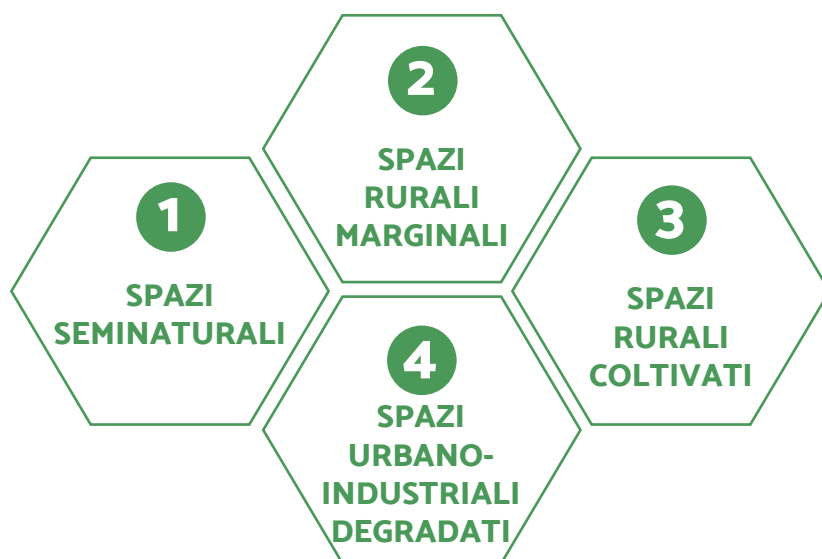 1
SPAZI
SEMINATURALI
2
SPAZI
RURALI
MARGINALI
3
SPAZI
RURALI
COLTIVATI
4
SPAZI
URBANO-
INDUSTRIALI
DEGRADATI